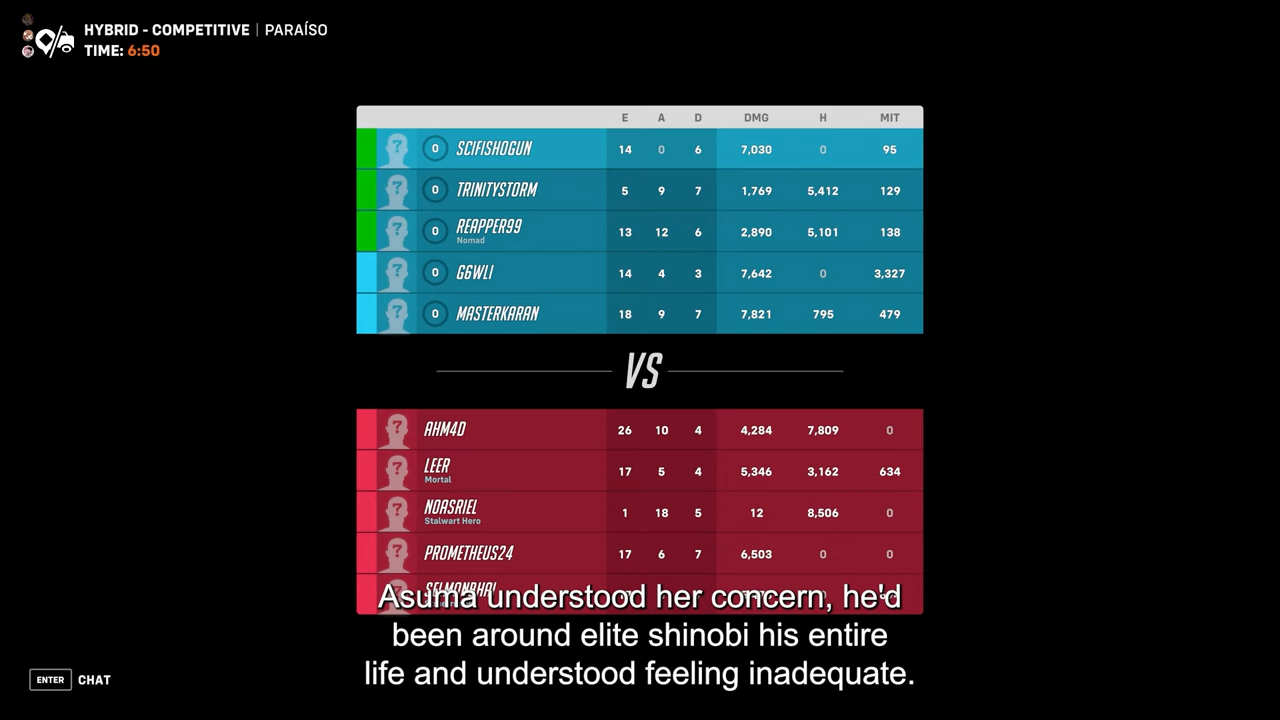 HYBRID - COMPETITIVE | PARAÍSO
TIME: 6:50
E A D DMG H MIT
0 SCIFISHOGUN 14 0 6 7,030 0 95
0 TRINITYSTORM 5 9 7 1,769 5,412 129
0 REAPPER99 13 12 6 2,890 5,101 138
Nomad
0 G6WLI 14 4 3 7,642 0 3,327
0 MASTERKARAN 18 9 7 7,821 795 479
VS
AHM4D 26 10 4 4,284 7,809 0
LEER 17 5 4 5,346 3,162 634
Mortal
NOASRIEL 1 18 5 12 8,506 0
Stalwart Hero
PROMETHEUS24 17 6 7 6,503 0 0
SELMONBHAI
Asuma understood her concern, he'd
been around elite shinobi his entire
life and understood feeling inadequate.
ENTER CHAT